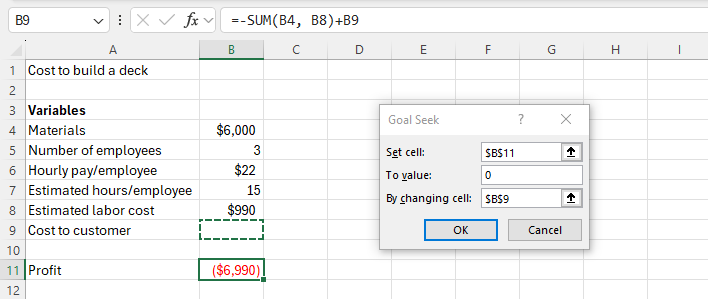 B9 fx =-SUM(B4, B8)+B9
A B C D E F G H I
1 Cost to build a deck
2
3 Variables
4 Materials $6,000
5 Number of employees 3
6 Hourly pay/employee $22
7 Estimated hours/employee 15
8 Estimated labor cost $990
9 Cost to customer
10
11 Profit ($6,990)
12
Goal Seek ? ×
Set cell: $B$11
To value: 0
By changing cell: $B$9
OK Cancel